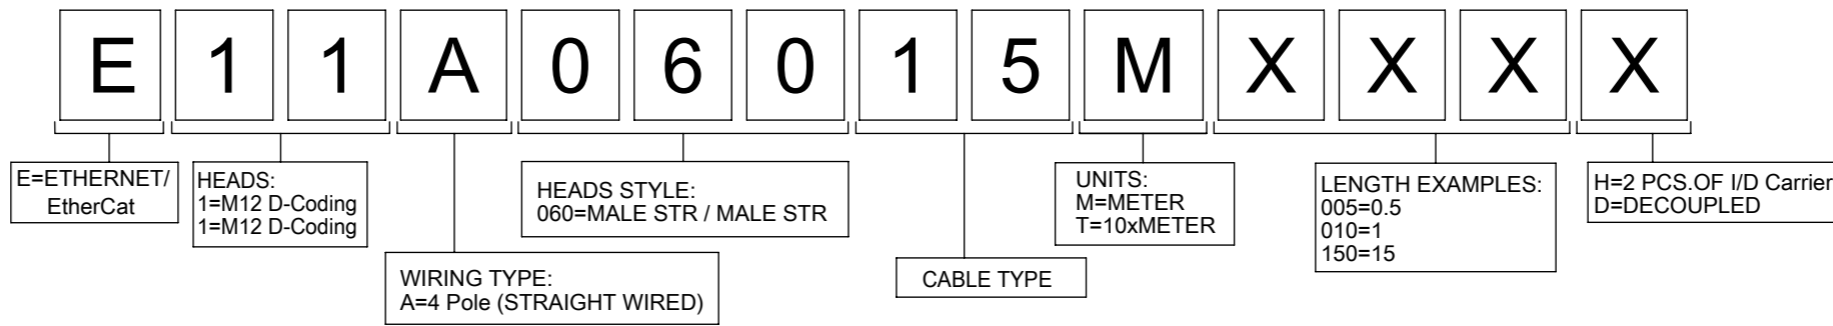 E 1 1 A 0 6 0 1 5 M X X X X
E=ETHERNET/
EtherCat
HEADS:
1=M12 D-Coding
1=M12 D-Coding
WIRING TYPE:
A=4 Pole (STRAIGHT WIRED)
HEADS STYLE:
060=MALE STR / MALE STR
CABLE TYPE
UNITS:
M=METER
T=10xMETER
LENGTH EXAMPLES:
005=0.5
010=1
150=15
H=2 PCS.OF I/D Carrier
D=DECOUPLED